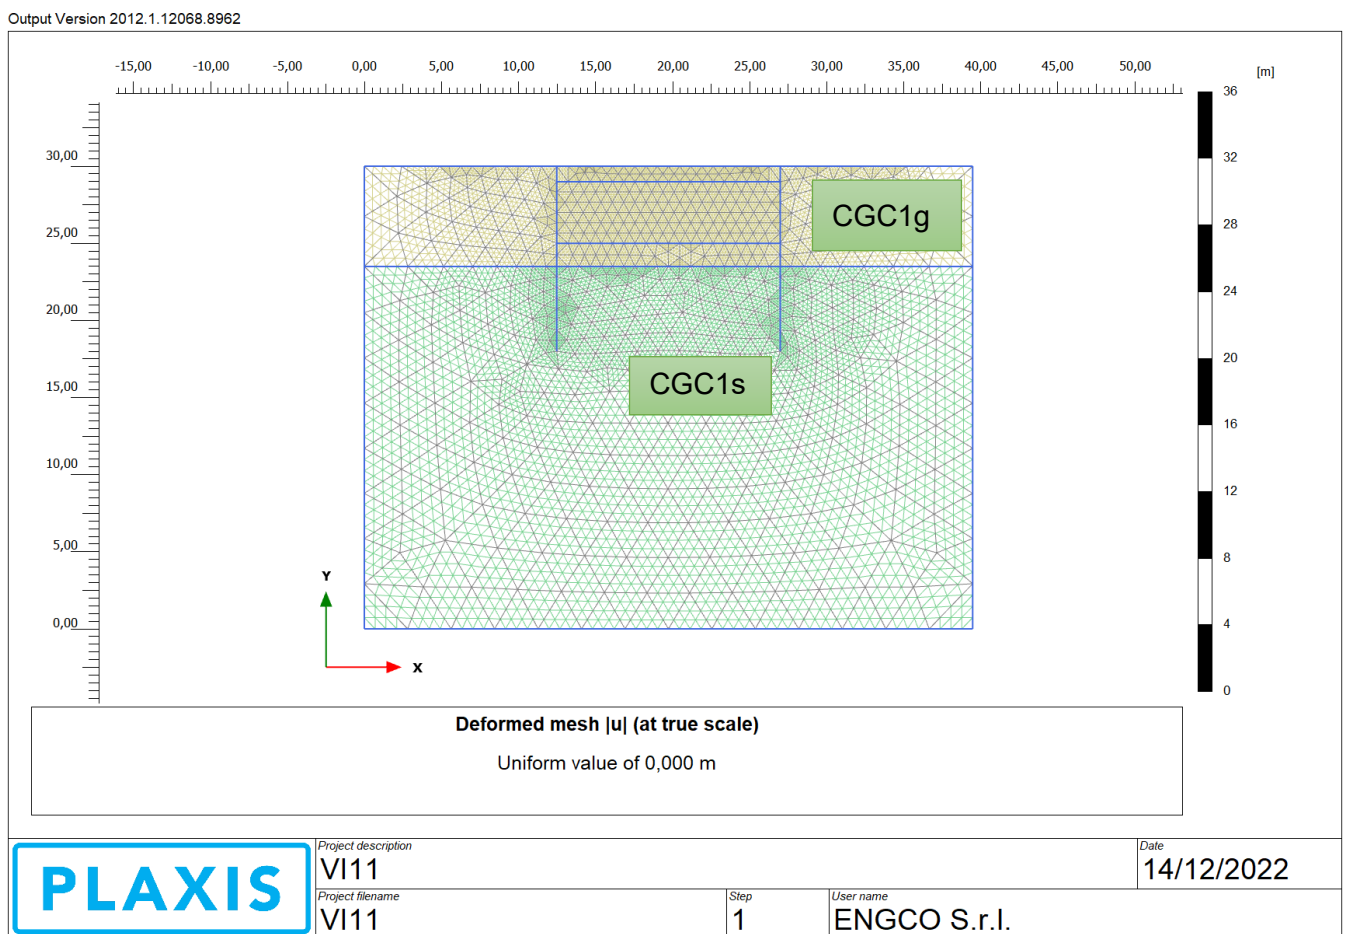 Output Version 2012.1.12068.8962
-15,00 -10,00 -5,00 0,00 5,00 10,00 15,00 20,00 25,00 30,00 35,00 40,00 45,00 50,00
[m]
36
32
28
24
20
16
12
8
4
0
30,00
25,00
20,00
15,00
10,00
5,00
0,00
CGC1g
CGC1s
Y
X
Deformed mesh |u| (at true scale)
Uniform value of 0,000 m
PLAXIS
Project description
VI11
Date
14/12/2022
Project filename
VI11
Step
1
User name
ENGCO S.r.l.